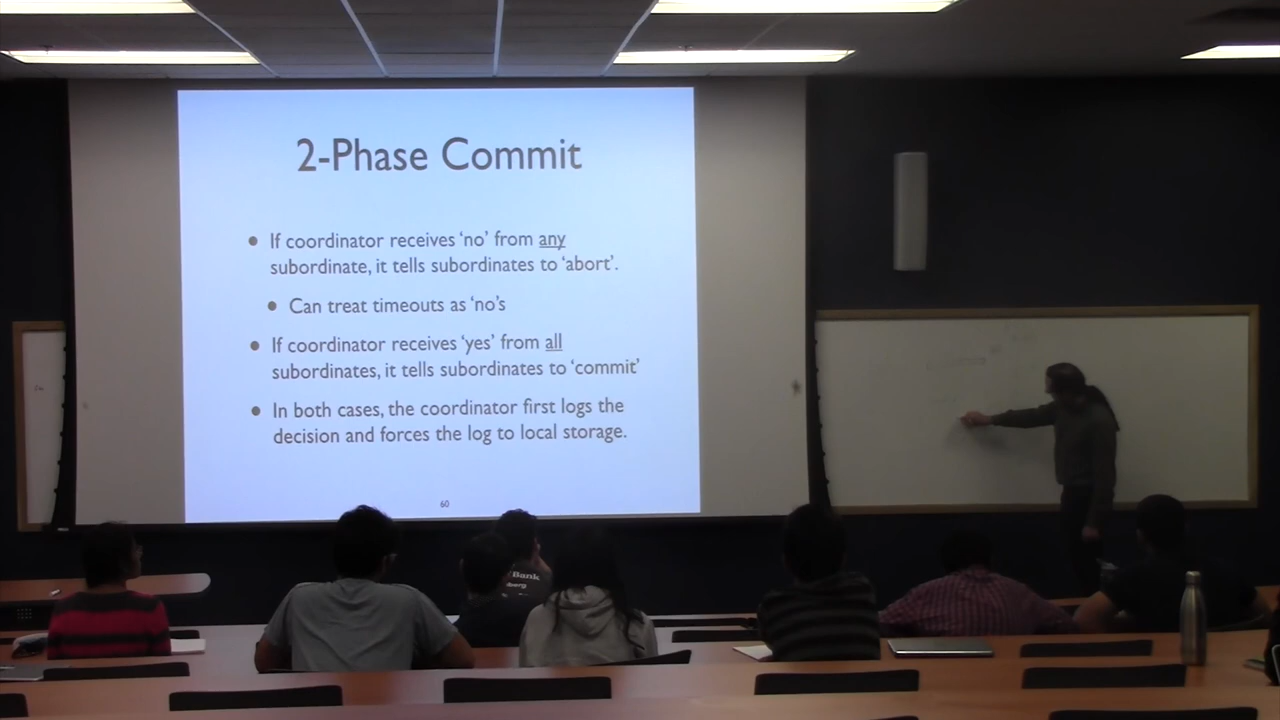 2-Phase Commit
• If coordinator receives ‘no’ from any
subordinate, it tells subordinates to ‘abort’.
• Can treat timeouts as ‘no’s
• If coordinator receives ‘yes’ from all
subordinates, it tells subordinates to ‘commit’
• In both cases, the coordinator first logs the
decision and forces the log to local storage.
60
Bank
berg